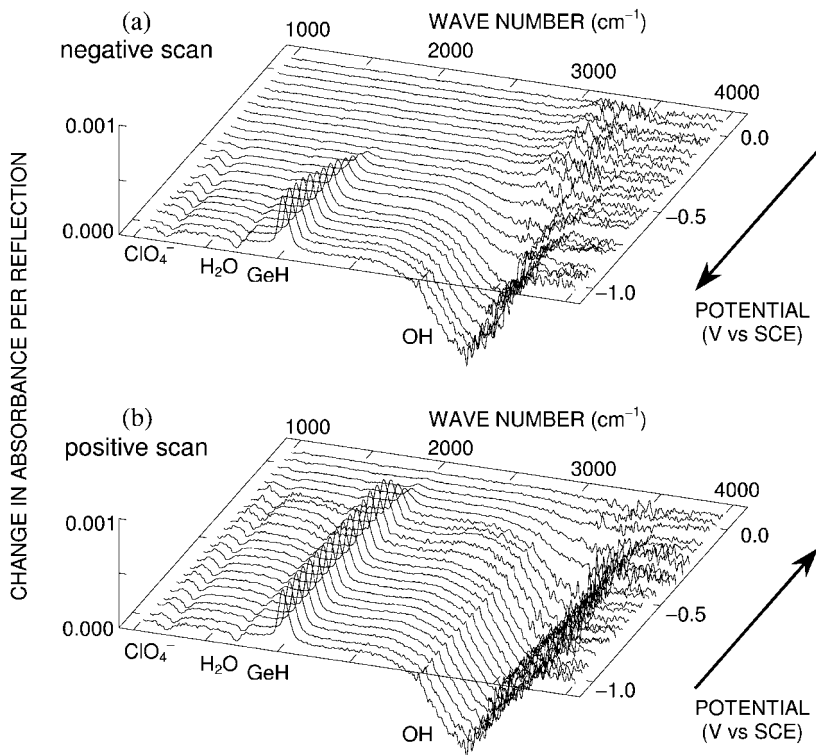 CHANGE IN ABSORBANCE PER REFLECTION
(a)
negative scan
WAVE NUMBER (cm⁻¹)
1000
2000
3000
4000
0.001
0.000
0.0
−0.5
−1.0
ClO₄⁻
H₂O
GeH
OH
POTENTIAL
(V vs SCE)
(b)
positive scan
WAVE NUMBER (cm⁻¹)
1000
2000
3000
4000
0.001
0.000
0.0
−0.5
−1.0
ClO₄⁻
H₂O
GeH
OH
POTENTIAL
(V vs SCE)